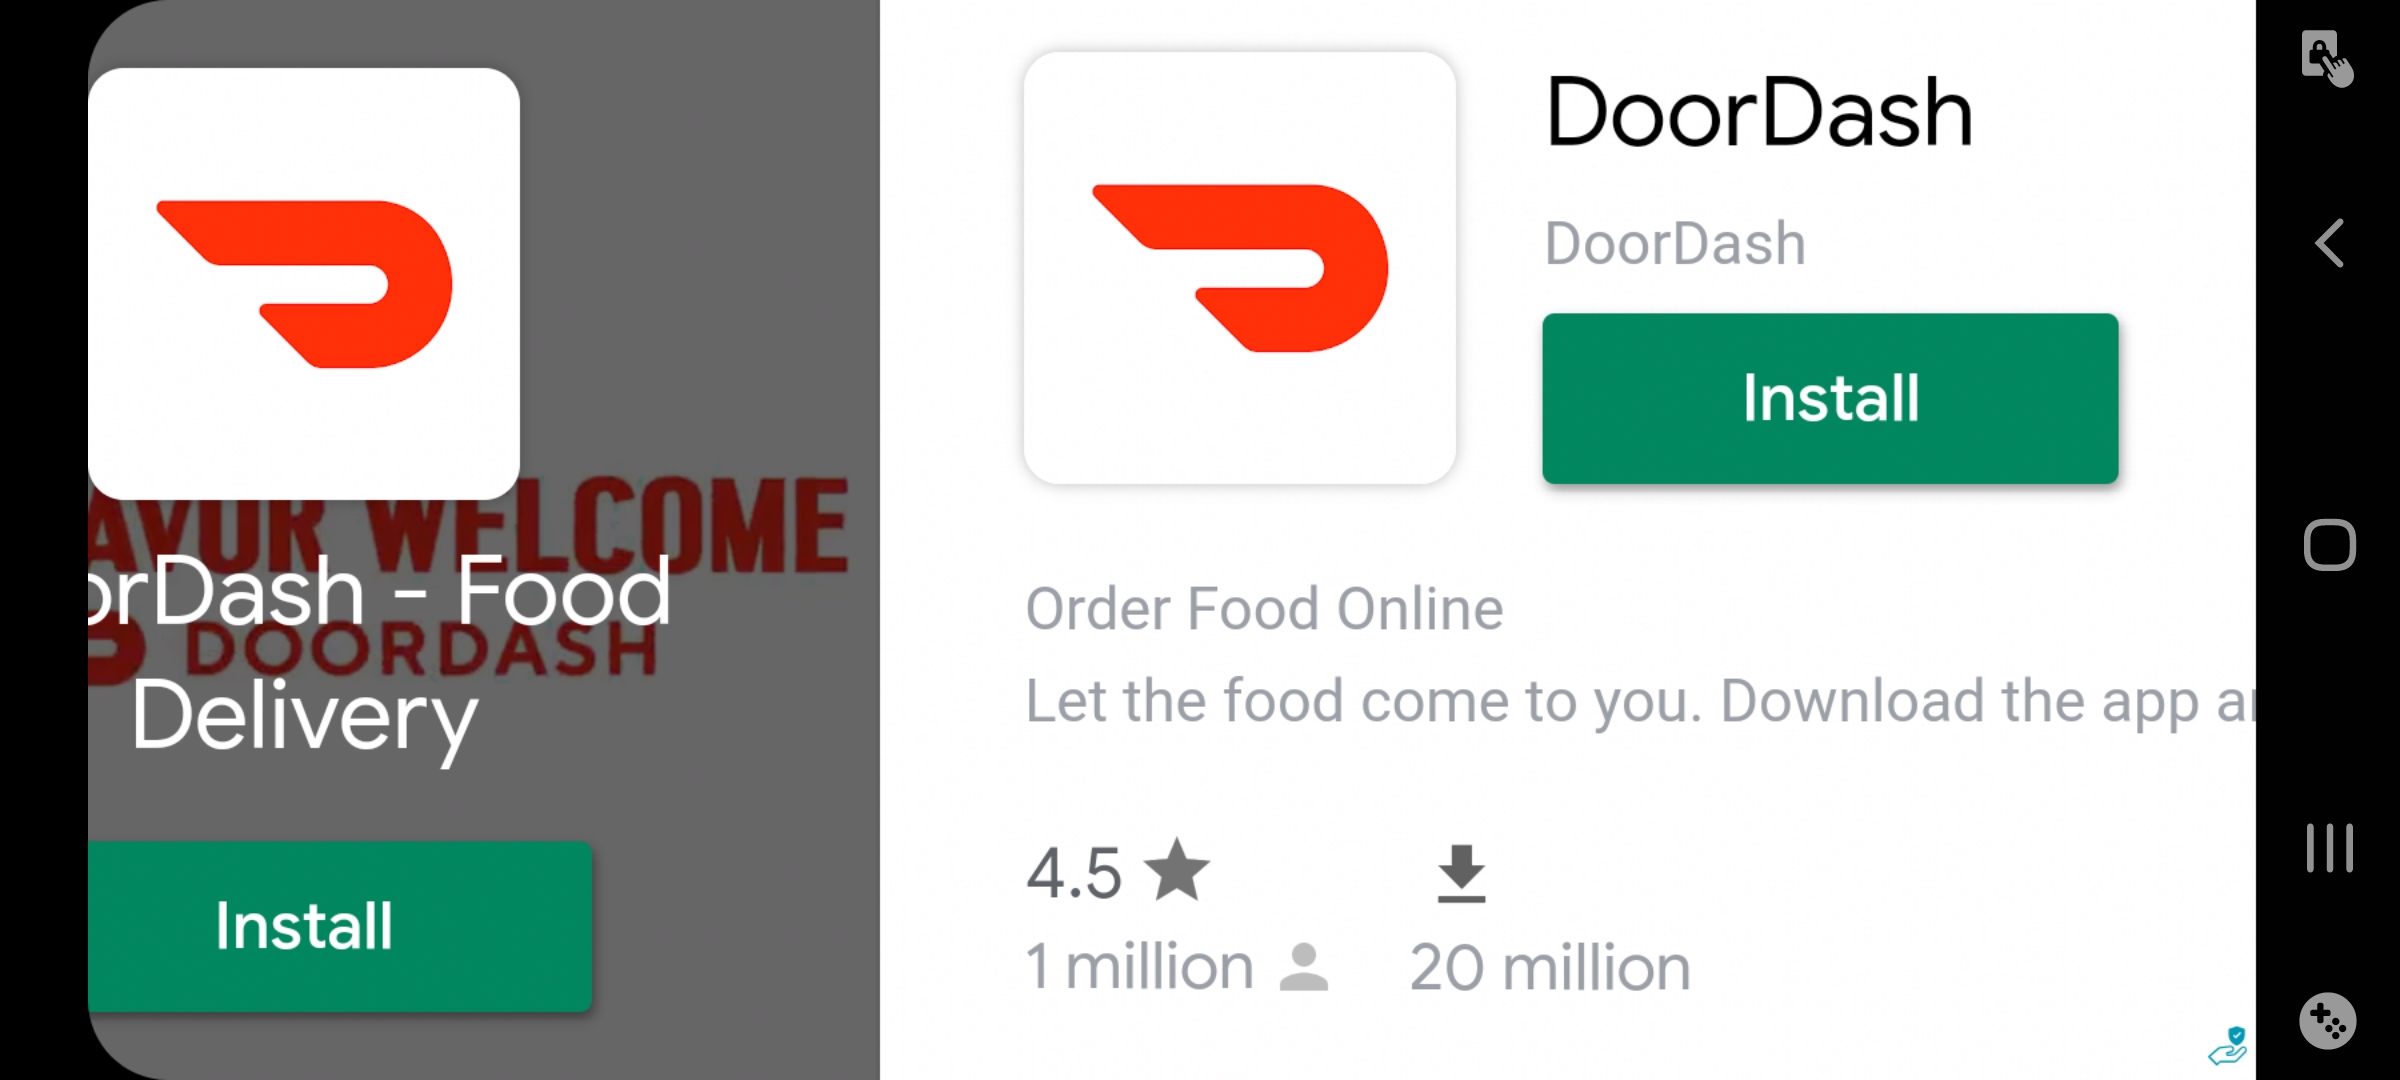 AVOR WELCOME
orDash - Food
DOORDASH
Delivery
Install
DoorDash
DoorDash
Install
Order Food Online
Let the food come to you. Download the app
4.5
1 million
20 million